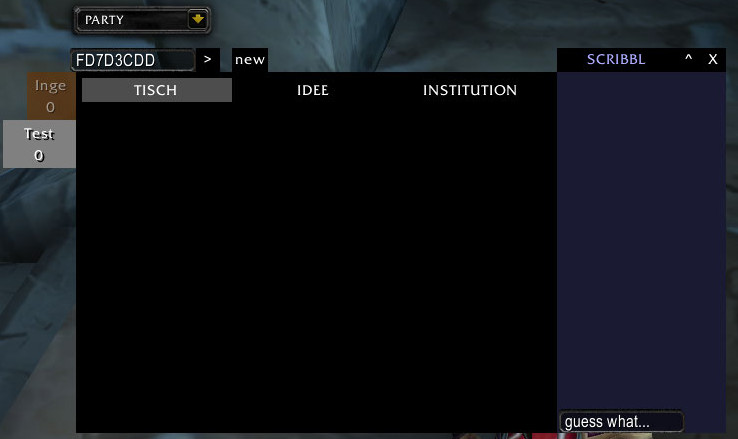 PARTY
FD7D3CDD > new SCRIBBL ^ X
Inge
0
TISCH IDEE INSTITUTION
Test
0
guess what...